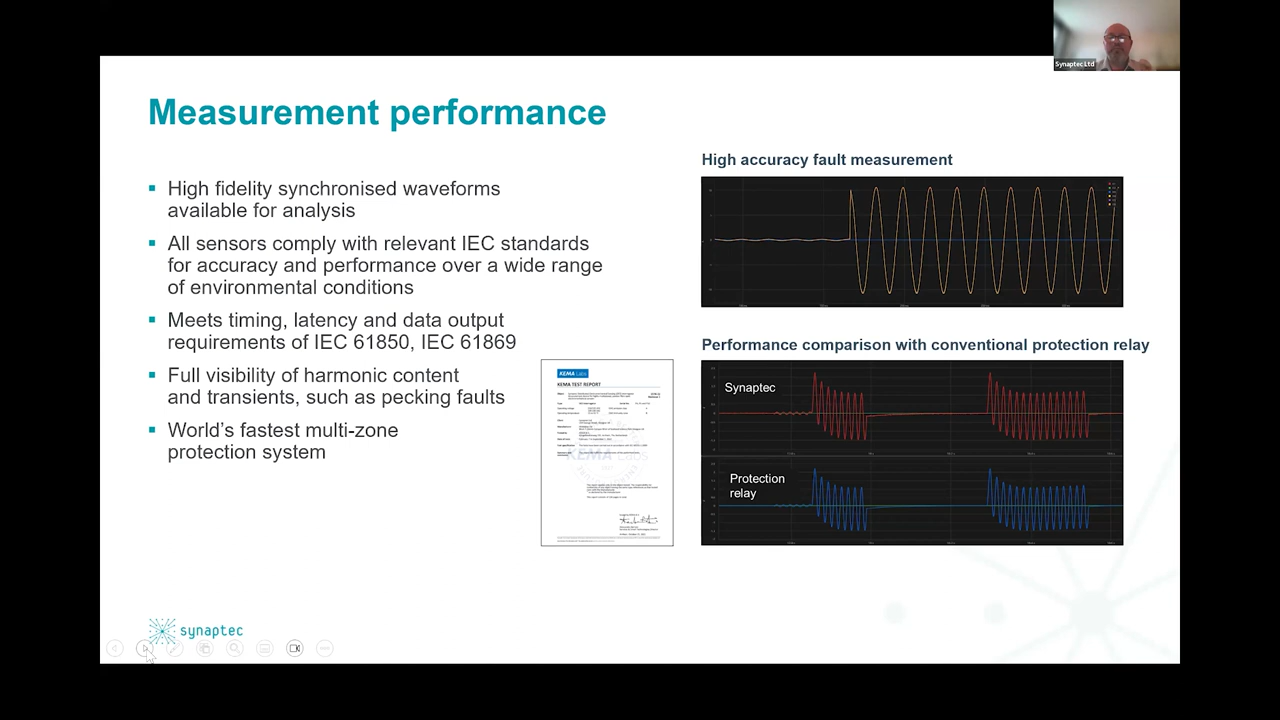 Synaptec Ltd
Measurement performance
High fidelity synchronised waveforms
available for analysis
All sensors comply with relevant IEC standards
for accuracy and performance over a wide range
of environmental conditions
Meets timing, latency and data output
requirements of IEC 61850, IEC 61869
Full visibility of harmonic content
and transients, such as pecking faults
World's fastest multi-zone
protection system
KEMA Labs
KEMA TEST REPORT
High accuracy fault measurement
Performance comparison with conventional protection relay
Synaptec
Protection
relay
synaptec